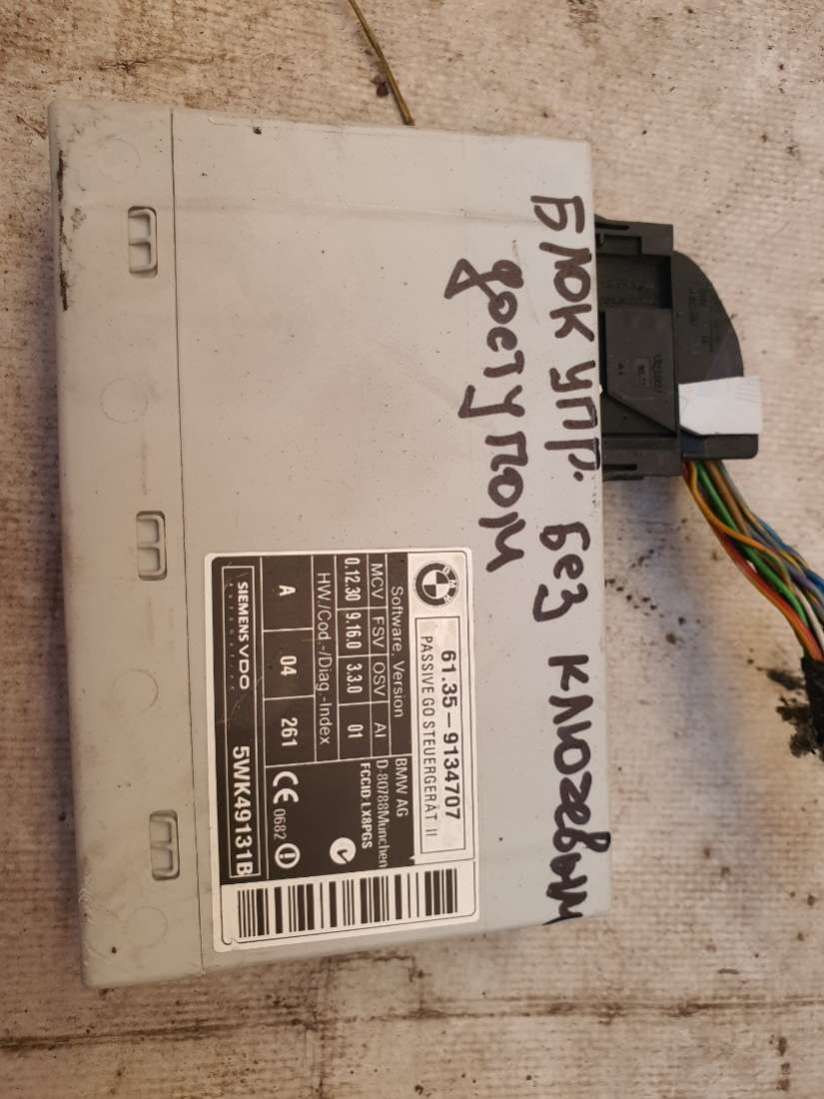 Блок упр. без ключевым
доступом
61.35-9134707
PASSIVE GO STEUERGERÄT II
Software Version
MCV FSV OSV AI
0.12.30 9.16.0 3.3.0 01
HW./Cod.-/Diag.-Index
A 04 261
BMW AG
D-80788München
FCCID LX8PGS
CE 0682
SIEMENS VDO
Automotive
5WK49131B